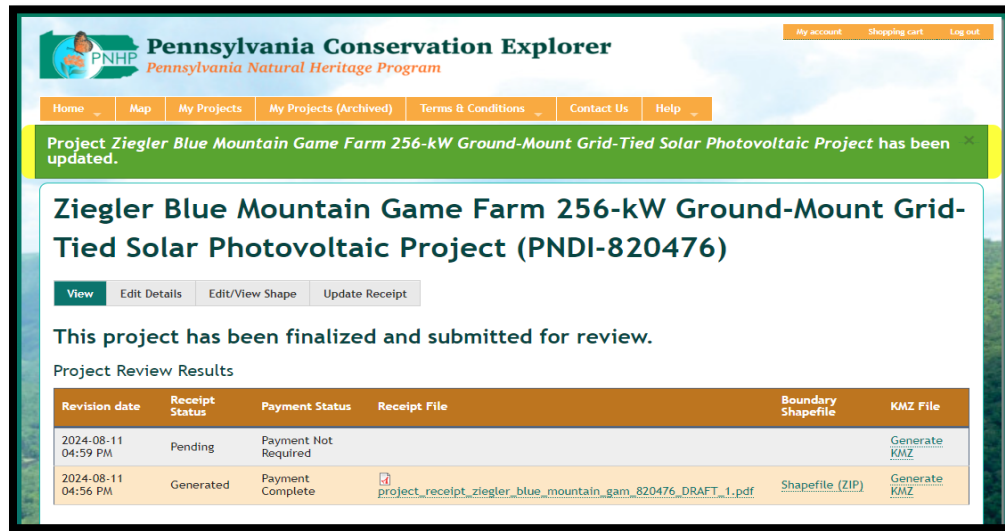 My account Shopping cart Log out
PNHP
Pennsylvania Conservation Explorer
Pennsylvania Natural Heritage Program
Home Map My Projects My Projects (Archived) Terms & Conditions Contact Us Help
Project Ziegler Blue Mountain Game Farm 256-kW Ground-Mount Grid-Tied Solar Photovoltaic Project has been ×
updated.
Ziegler Blue Mountain Game Farm 256-kW Ground-Mount Grid-
Tied Solar Photovoltaic Project (PNDI-820476)
View Edit Details Edit/View Shape Update Receipt
This project has been finalized and submitted for review.
Project Review Results
Revision date Receipt Status Payment Status Receipt File Boundary Shapefile KMZ File
2024-08-11 04:59 PM Pending Payment Not Required Generate KMZ
2024-08-11 04:56 PM Generated Payment Complete project_receipt_ziegler_blue_mountain_gam_820476_DRAFT_1.pdf Shapefile (ZIP) Generate KMZ